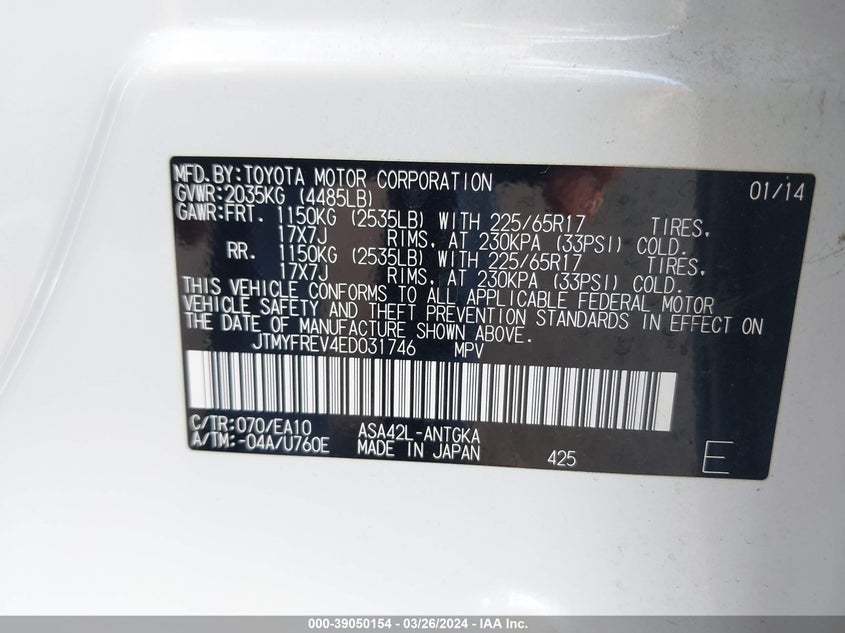 MFD.BY:TOYOTA MOTOR CORPORATION 01/14
GVWR:2035KG (4485LB)
GAWR:FRT. 1150KG (2535LB) WITH 225/65R17 TIRES,
17X7J RIMS, AT 230KPA (33PSI) COLD.
RR. 1150KG (2535LB) WITH 225/65R17 TIRES,
17X7J RIMS, AT 230KPA (33PSI) COLD.
THIS VEHICLE CONFORMS TO ALL APPLICABLE FEDERAL MOTOR
VEHICLE SAFETY AND THEFT PREVENTION STANDARDS IN EFFECT ON
THE DATE OF MANUFACTURE SHOWN ABOVE.
JTMYFREV4ED031746 MPV
C/TR:070/EA10 ASA42L-ANTGKA
A/TM:-04A/U760E MADE IN JAPAN 425 E
000-39050154 - 03/26/2024 - IAA Inc.